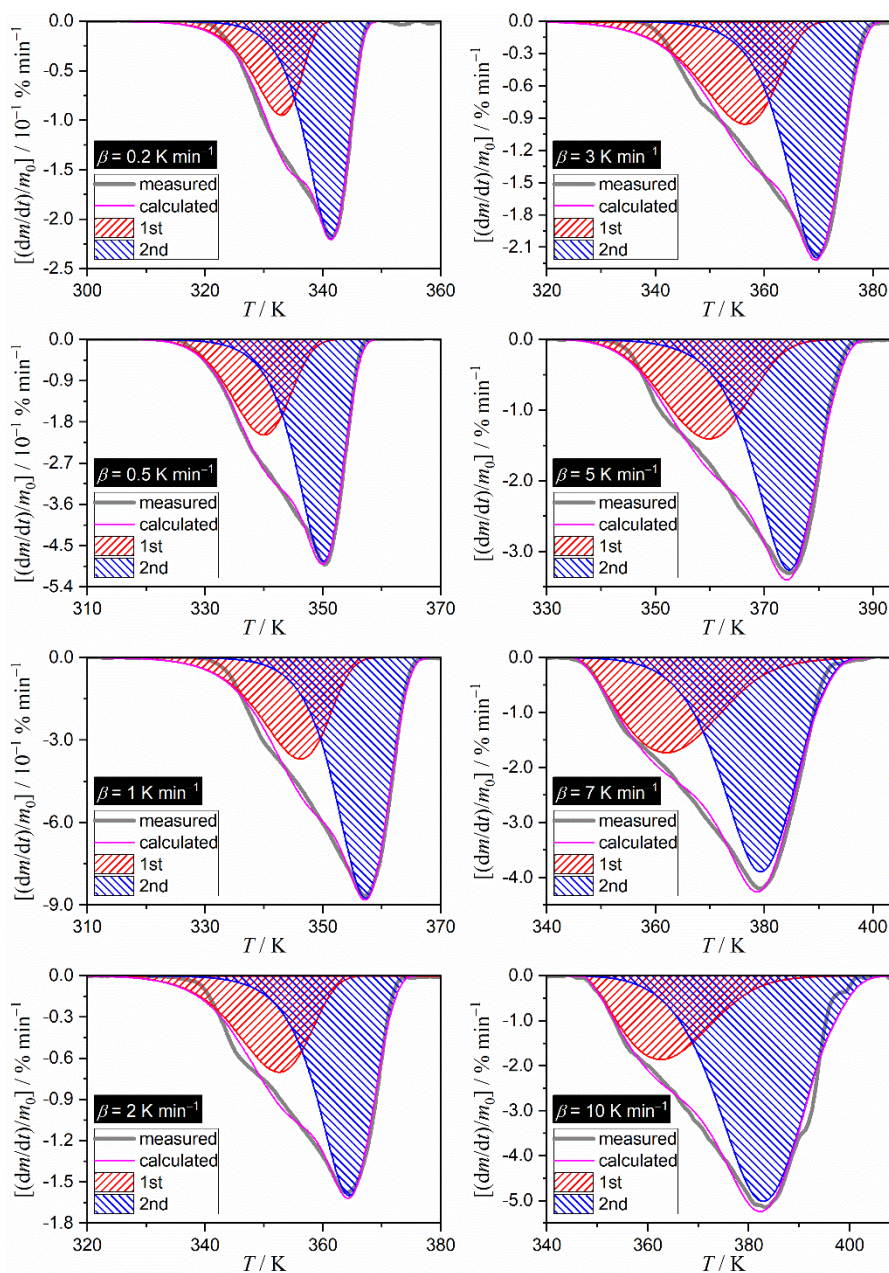 [(dm/dt)/m₀] / 10⁻¹ % min⁻¹
0.0
-0.5
-1.0
-1.5
-2.0
-2.5
β = 0.2 K min⁻¹
measured
calculated
1st
2nd
300 320 340 360
T / K
[(dm/dt)/m₀] / % min⁻¹
0.0
-0.3
-0.6
-0.9
-1.2
-1.5
-1.8
-2.1
β = 3 K min⁻¹
measured
calculated
1st
2nd
320 340 360 380
T / K
[(dm/dt)/m₀] / 10⁻¹ % min⁻¹
0.0
-0.9
-1.8
-2.7
-3.6
-4.5
-5.4
β = 0.5 K min⁻¹
measured
calculated
1st
2nd
310 330 350 370
T / K
[(dm/dt)/m₀] / % min⁻¹
0.0
-1.0
-2.0
-3.0
β = 5 K min⁻¹
measured
calculated
1st
2nd
330 350 370 390
T / K
[(dm/dt)/m₀] / 10⁻¹ % min⁻¹
0.0
-3.0
-6.0
-9.0
β = 1 K min⁻¹
measured
calculated
1st
2nd
310 330 350 370
T / K
[(dm/dt)/m₀] / % min⁻¹
0.0
-1.0
-2.0
-3.0
-4.0
β = 7 K min⁻¹
measured
calculated
1st
2nd
340 360 380 400
T / K
[(dm/dt)/m₀] / % min⁻¹
0.0
-0.3
-0.6
-0.9
-1.2
-1.5
-1.8
β = 2 K min⁻¹
measured
calculated
1st
2nd
320 340 360 380
T / K
[(dm/dt)/m₀] / % min⁻¹
0.0
-1.0
-2.0
-3.0
-4.0
-5.0
β = 10 K min⁻¹
measured
calculated
1st
2nd
340 360 380 400
T / K